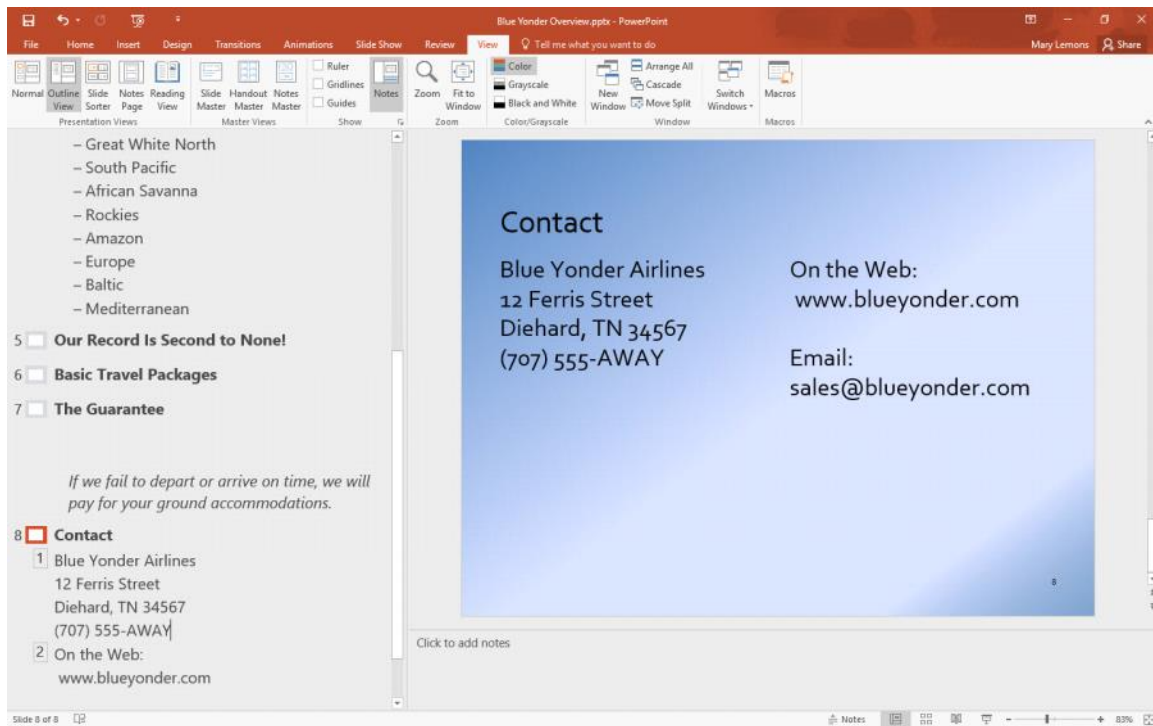 Blue Yonder Overview.pptx - PowerPoint
File Home Insert Design Transitions Animations Slide Show Review View Tell me what you want to do Mary Lemons Share
Normal Outline View Slide Sorter Notes Page Reading View
Presentation Views
Slide Master Handout Master Notes Master
Master Views
Ruler
Gridlines
Guides
Notes
Show
Zoom Fit to Window
Zoom
Color
Grayscale
Black and White
Color/Grayscale
New Window
Arrange All
Cascade
Move Split
Switch Windows
Window
Macros
Macros
– Great White North
– South Pacific
– African Savanna
– Rockies
– Amazon
– Europe
– Baltic
– Mediterranean
5 Our Record Is Second to None!
6 Basic Travel Packages
7 The Guarantee
If we fail to depart or arrive on time, we will
pay for your ground accommodations.
8 Contact
1 Blue Yonder Airlines
12 Ferris Street
Diehard, TN 34567
(707) 555-AWAY
2 On the Web:
www.blueyonder.com
Contact
Blue Yonder Airlines
12 Ferris Street
Diehard, TN 34567
(707) 555-AWAY
On the Web:
www.blueyonder.com
Email:
sales@blueyonder.com
8
Click to add notes
Slide 8 of 8
Notes
83%